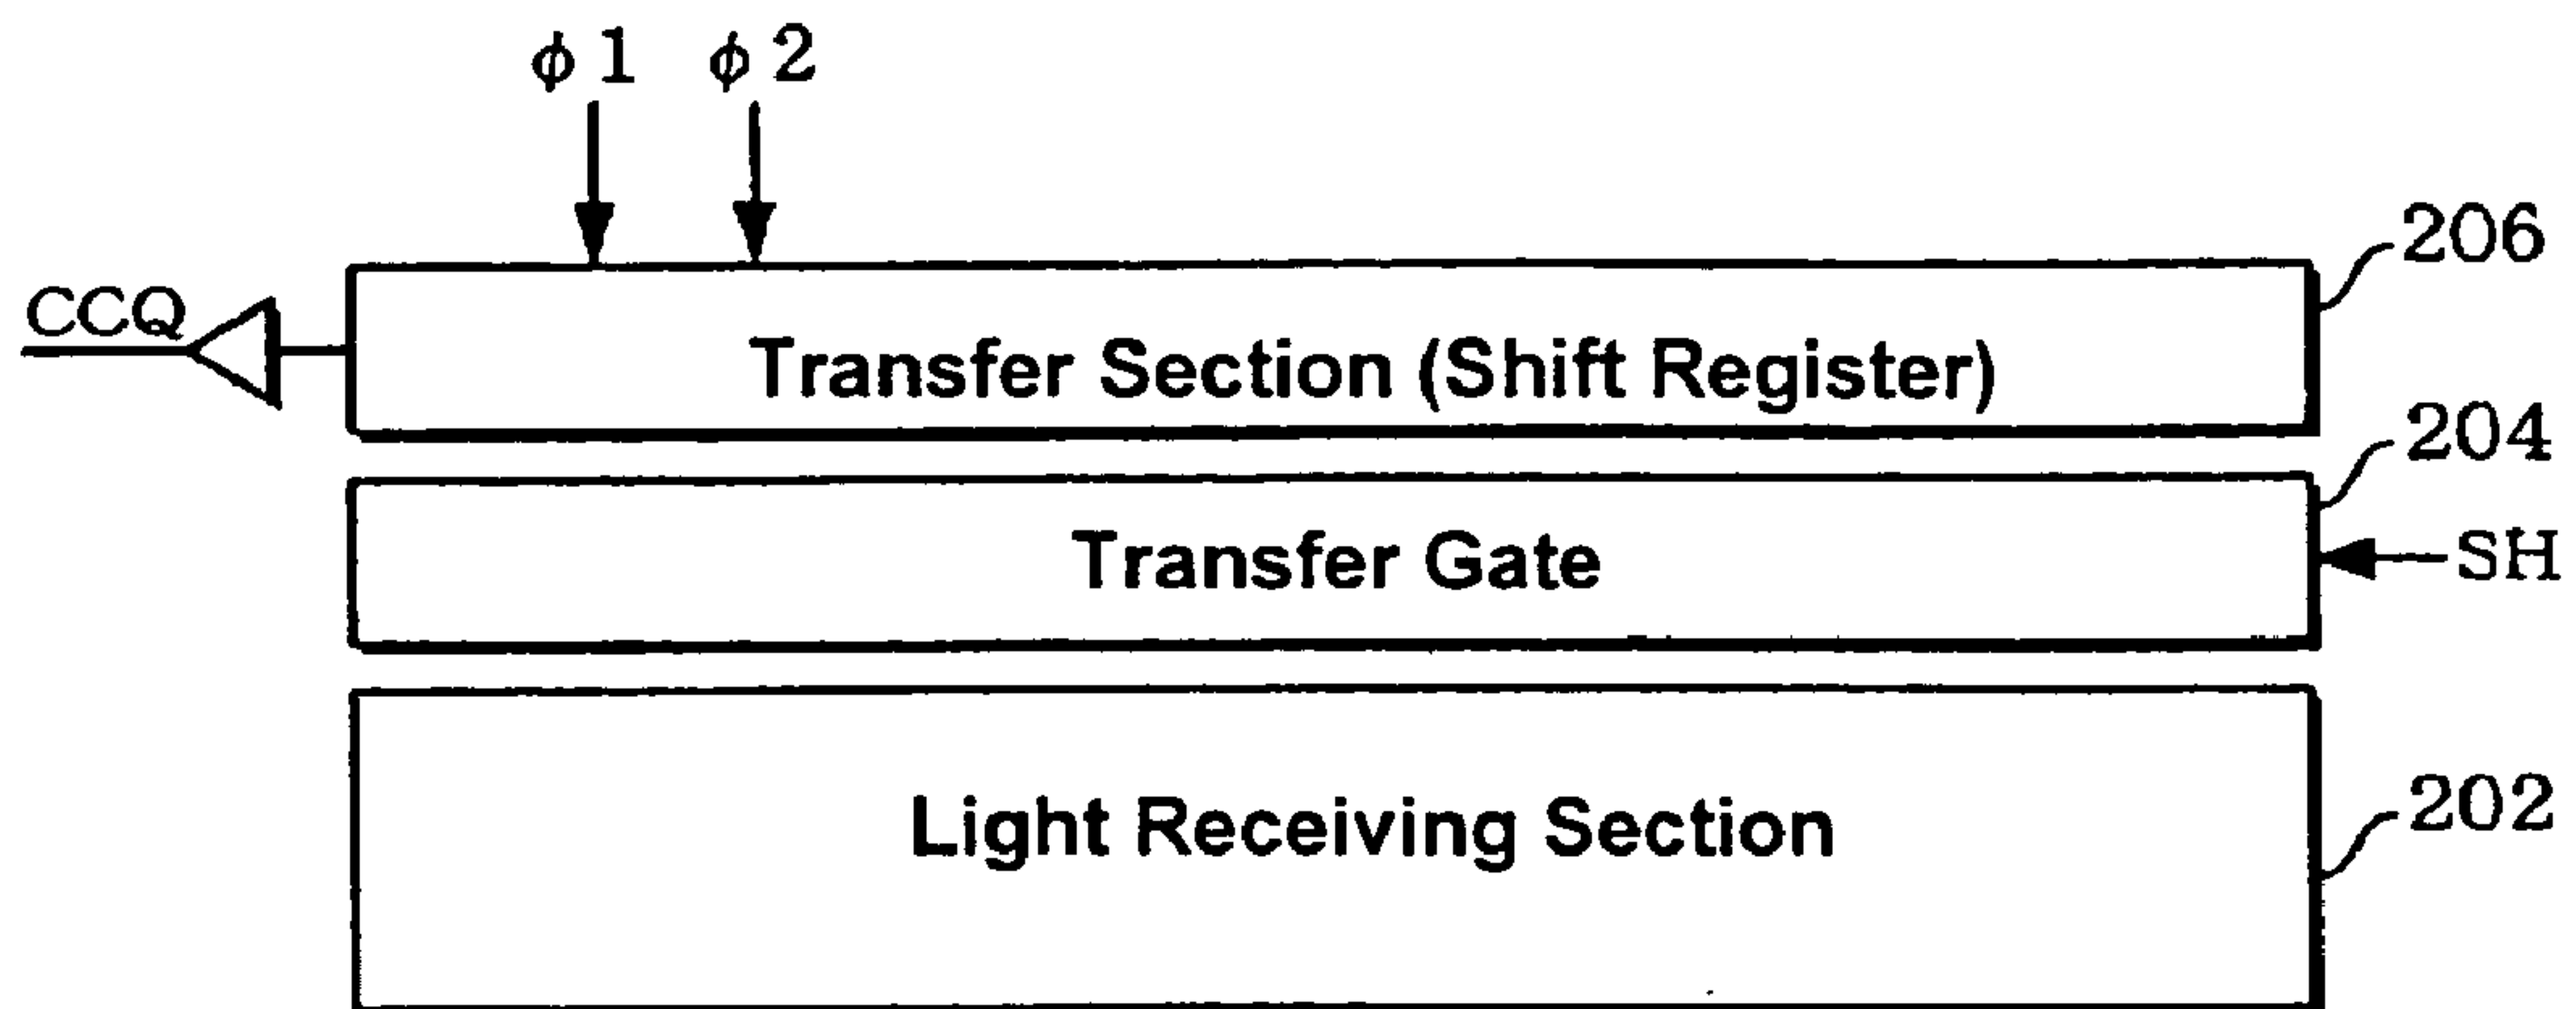 ϕ1 ϕ2
206
CCQ
Transfer Section (Shift Register)
204
Transfer Gate
SH
202
Light Receiving Section